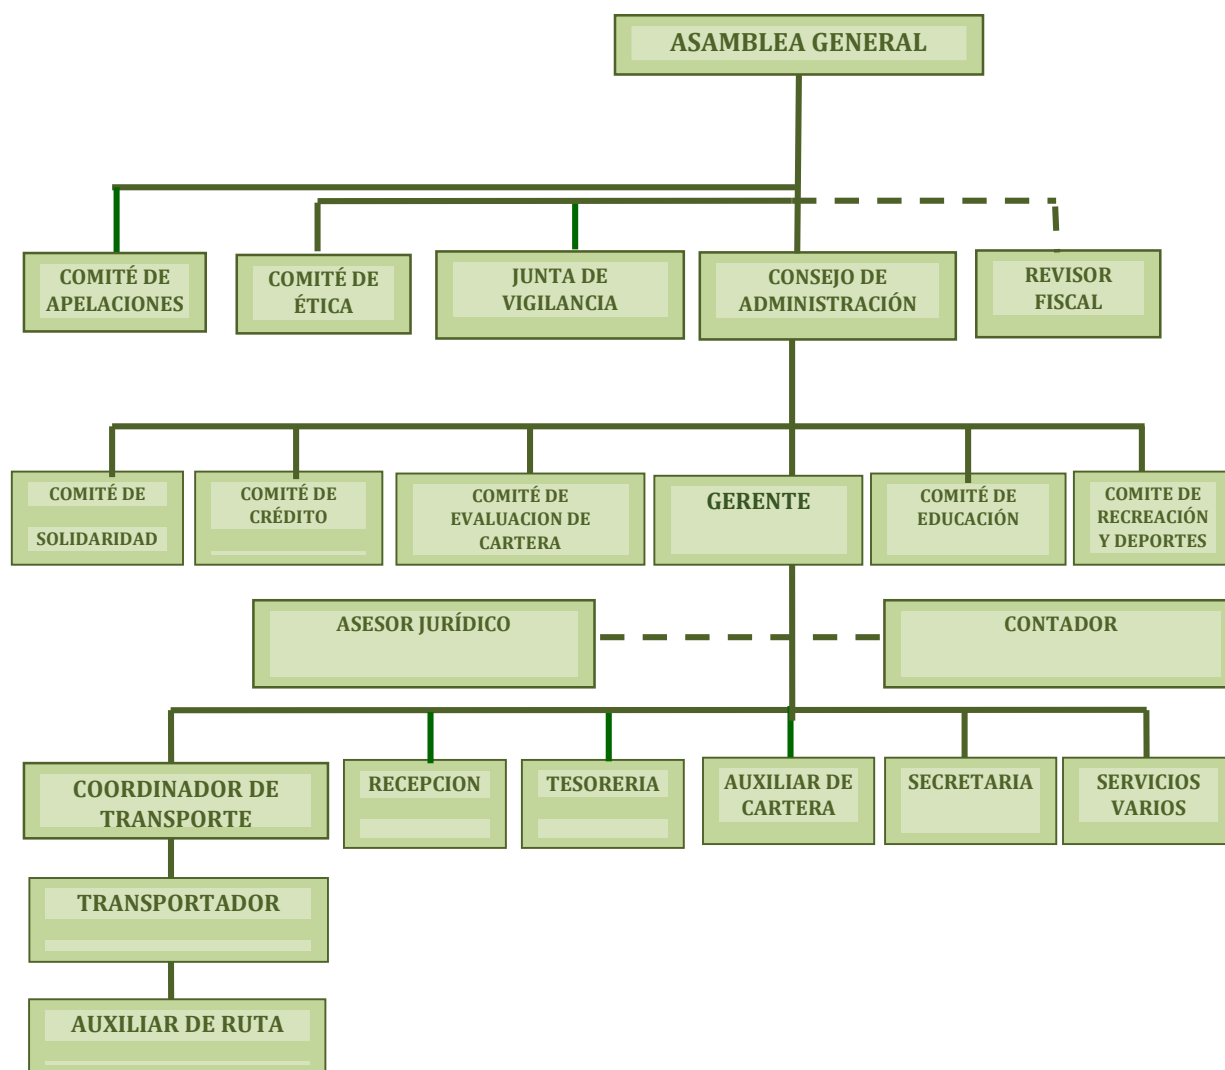 ASAMBLEA GENERAL
COMITÉ DE
APELACIONES
COMITÉ DE
ÉTICA
JUNTA DE
VIGILANCIA
CONSEJO DE
ADMINISTRACIÓN
REVISOR
FISCAL
COMITÉ DE
SOLIDARIDAD
COMITÉ DE
CRÉDITO
COMITÉ DE
EVALUACION DE
CARTERA
GERENTE
COMITÉ DE
EDUCACIÓN
COMITE DE
RECREACIÓN
Y DEPORTES
ASESOR JURÍDICO
CONTADOR
COORDINADOR DE
TRANSPORTE
RECEPCION
TESORERIA
AUXILIAR DE
CARTERA
SECRETARIA
SERVICIOS
VARIOS
TRANSPORTADOR
AUXILIAR DE RUTA